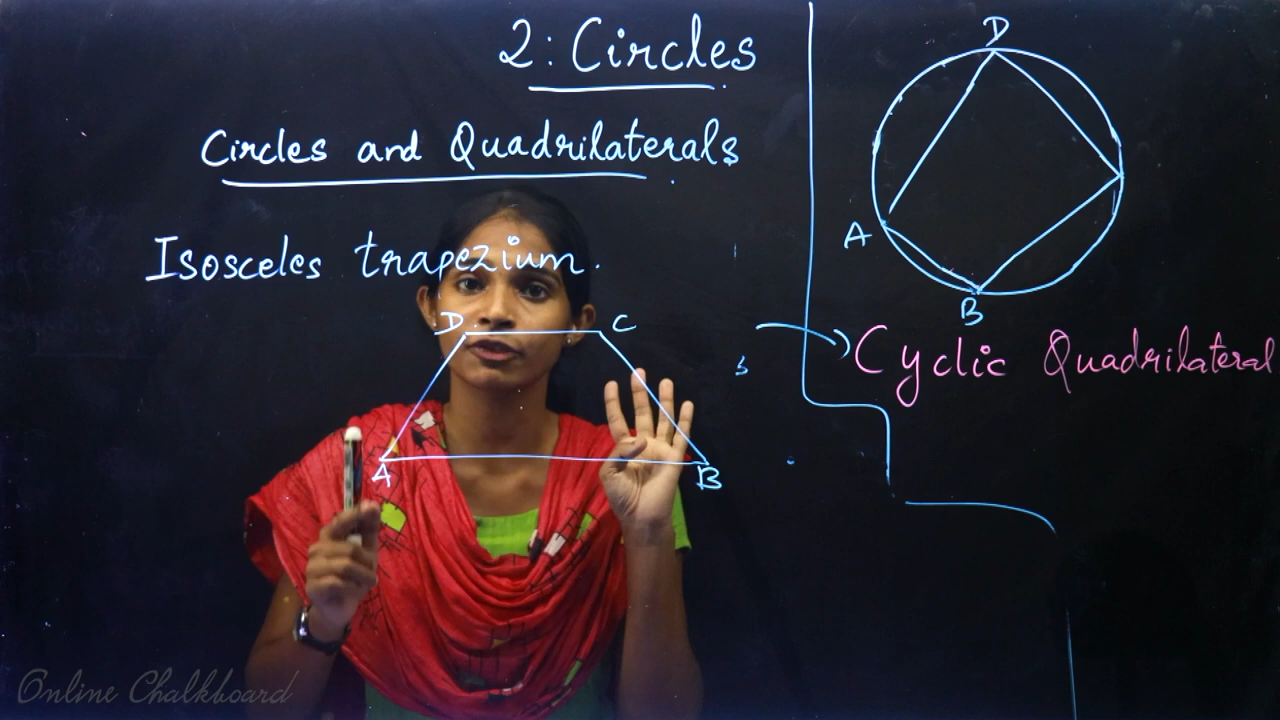 2: Circles
Circles and Quadrilaterals
Isosceles trapezium.
D C
A B
D
A
B
Cyclic Quadrilateral
Online Chalkboard